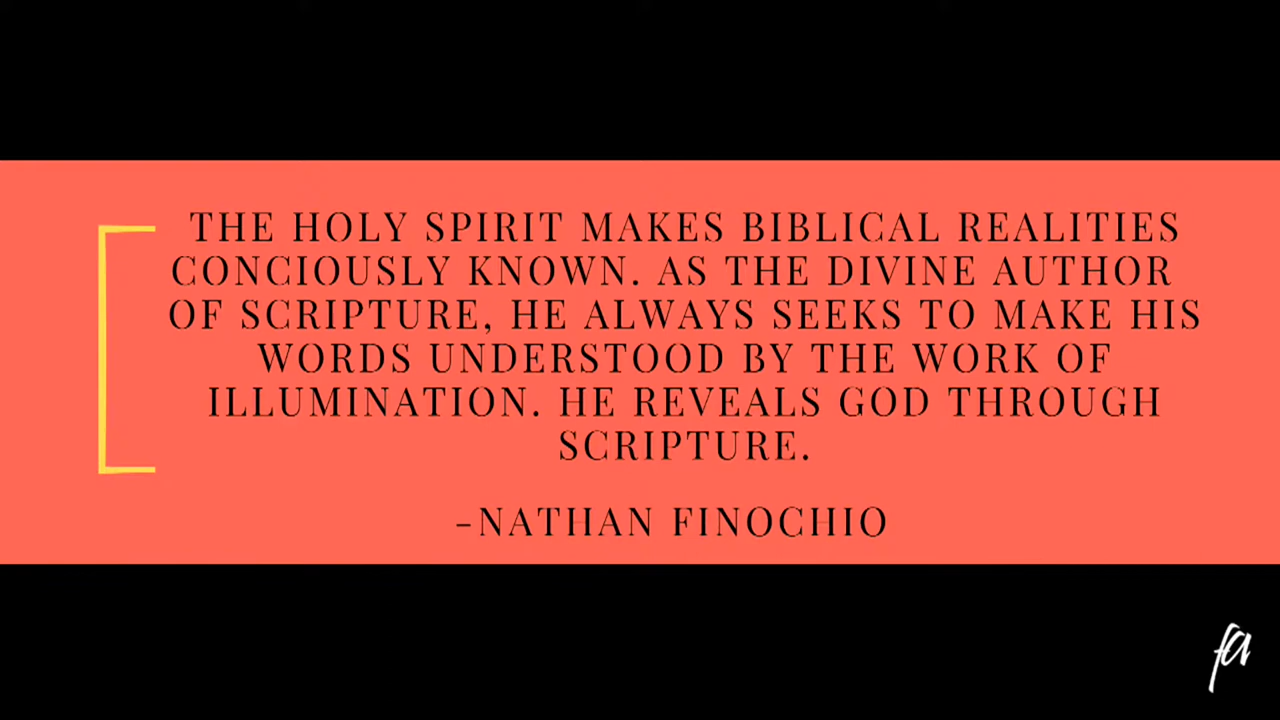 THE HOLY SPIRIT MAKES BIBLICAL REALITIES
CONCIOUSLY KNOWN. AS THE DIVINE AUTHOR
OF SCRIPTURE, HE ALWAYS SEEKS TO MAKE HIS
WORDS UNDERSTOOD BY THE WORK OF
ILLUMINATION. HE REVEALS GOD THROUGH
SCRIPTURE.
-NATHAN FINOCHIO
fa